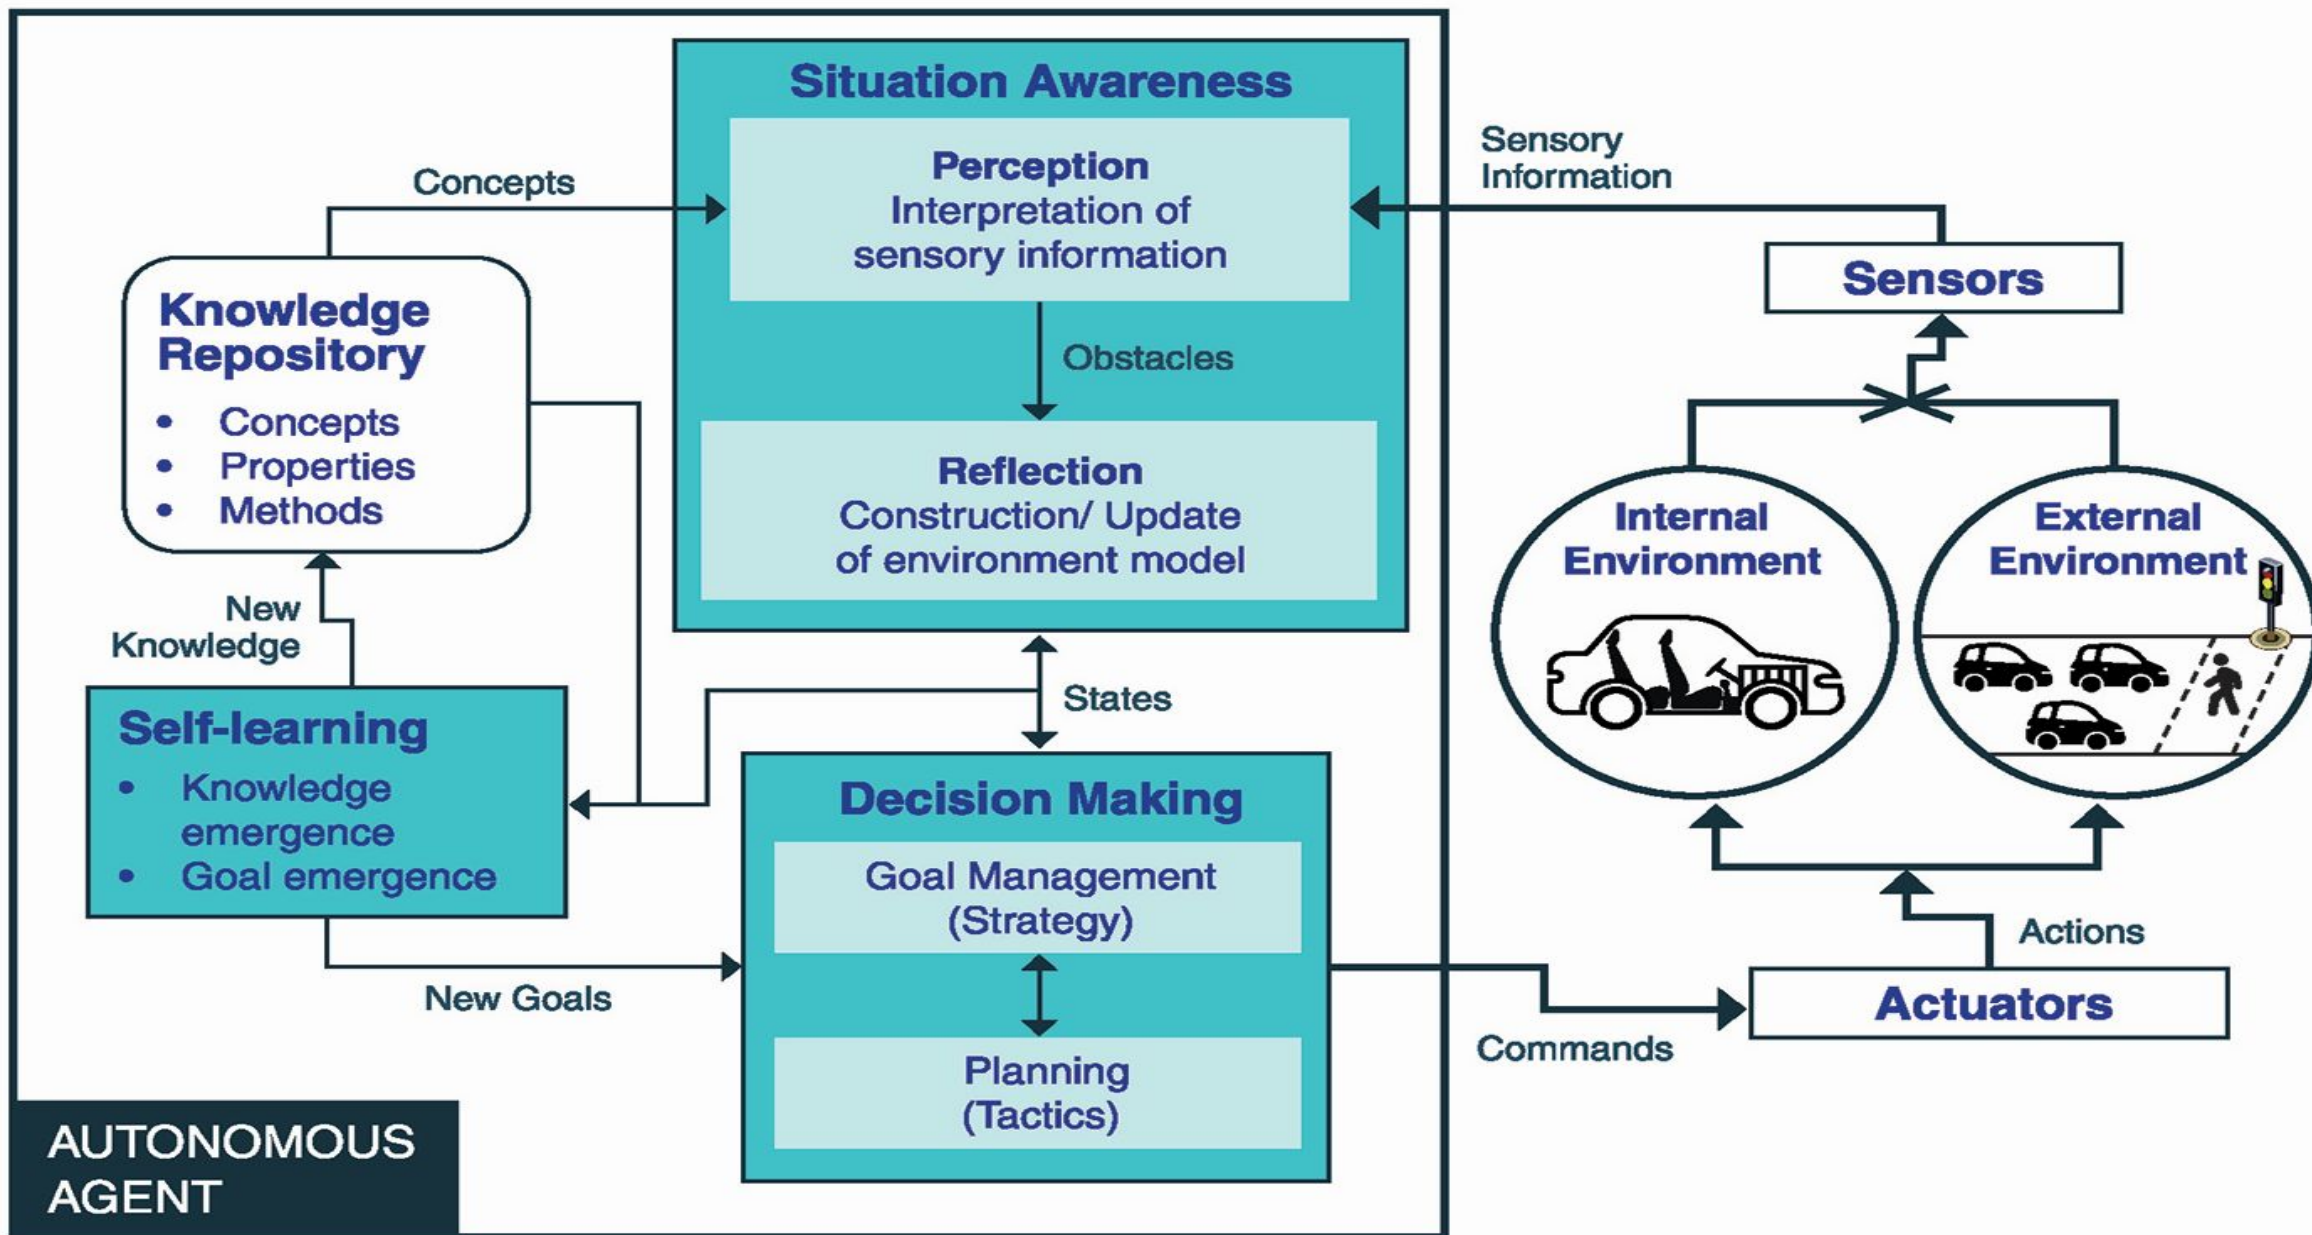 Situation Awareness
Perception
Interpretation of
sensory information
Obstacles
Reflection
Construction/ Update
of environment model
Concepts
Knowledge
Repository
• Concepts
• Properties
• Methods
New
Knowledge
Self-learning
• Knowledge
emergence
• Goal emergence
New Goals
States
Decision Making
Goal Management
(Strategy)
Planning
(Tactics)
AUTONOMOUS
AGENT
Sensory
Information
Sensors
Internal
Environment
External
Environment
Actions
Actuators
Commands